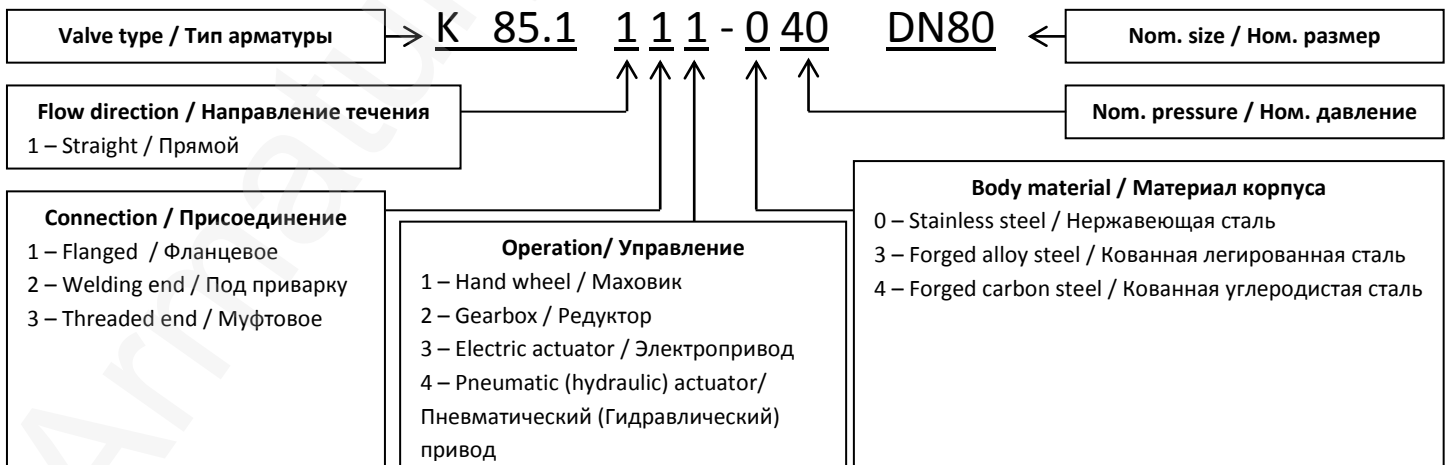 Valve type / Тип арматуры
K 85.1 1 1 1 - 0 40 DN80
Nom. size / Ном. размер
Flow direction / Направление течения
1 – Straight / Прямой
Nom. pressure / Ном. давление
Connection / Присоединение
1 – Flanged / Фланцевое
2 – Welding end / Под приварку
3 – Threaded end / Муфтовое
Operation/ Управление
1 – Hand wheel / Маховик
2 – Gearbox / Редуктор
3 – Electric actuator / Электропривод
4 – Pneumatic (hydraulic) actuator/
Пневматический (Гидравлический)
привод
Body material / Материал корпуса
0 – Stainless steel / Нержавеющая сталь
3 – Forged alloy steel / Кованная легированная сталь
4 – Forged carbon steel / Кованная углеродистая сталь